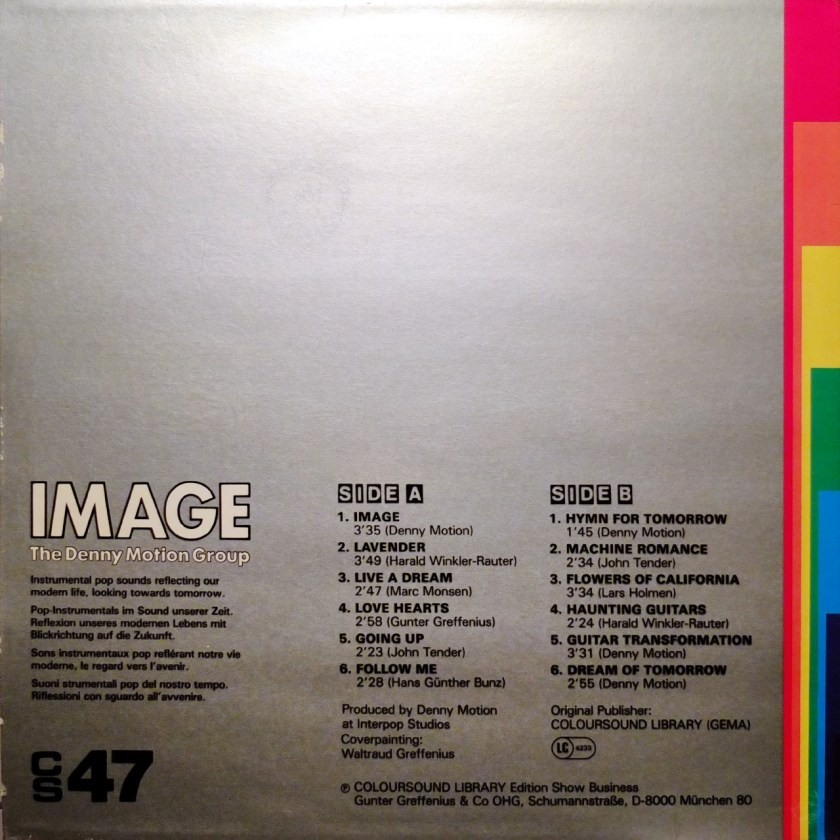 IMAGE
The Denny Motion Group
Instrumental pop sounds reflecting our
modern life, looking towards tomorrow.
Pop-Instrumentals im Sound unserer Zeit.
Reflexion unseres modernen Lebens mit
Blickrichtung auf die Zukunft.
Sons instrumentaux pop reflérant notre vie
moderne, le regard vers l'avenir.
Suoni strumentali pop del nostro tempo.
Riflessioni con sguardo all'avvenire.
CS 47
SIDE A
1. IMAGE
3'35 (Denny Motion)
2. LAVENDER
3'49 (Harald Winkler-Rauter)
3. LIVE A DREAM
2'47 (Marc Monsen)
4. LOVE HEARTS
2'58 (Gunter Greffenius)
5. GOING UP
2'23 (John Tender)
6. FOLLOW ME
2'28 (Hans Günther Bunz)
Produced by Denny Motion
at Interpop Studios
Coverpainting:
Waltraud Greffenius
SIDE B
1. HYMN FOR TOMORROW
1'45 (Denny Motion)
2. MACHINE ROMANCE
2'34 (John Tender)
3. FLOWERS OF CALIFORNIA
3'34 (Lars Holmen)
4. HAUNTING GUITARS
2'24 (Harald Winkler-Rauter)
5. GUITAR TRANSFORMATION
3'31 (Denny Motion)
6. DREAM OF TOMORROW
2'55 (Denny Motion)
Original Publisher:
COLOURSOUND LIBRARY (GEMA)
LC 4233
℗ COLOURSOUND LIBRARY Edition Show Business
Gunter Greffenius & Co OHG, Schumannstraße, D-8000 München 80